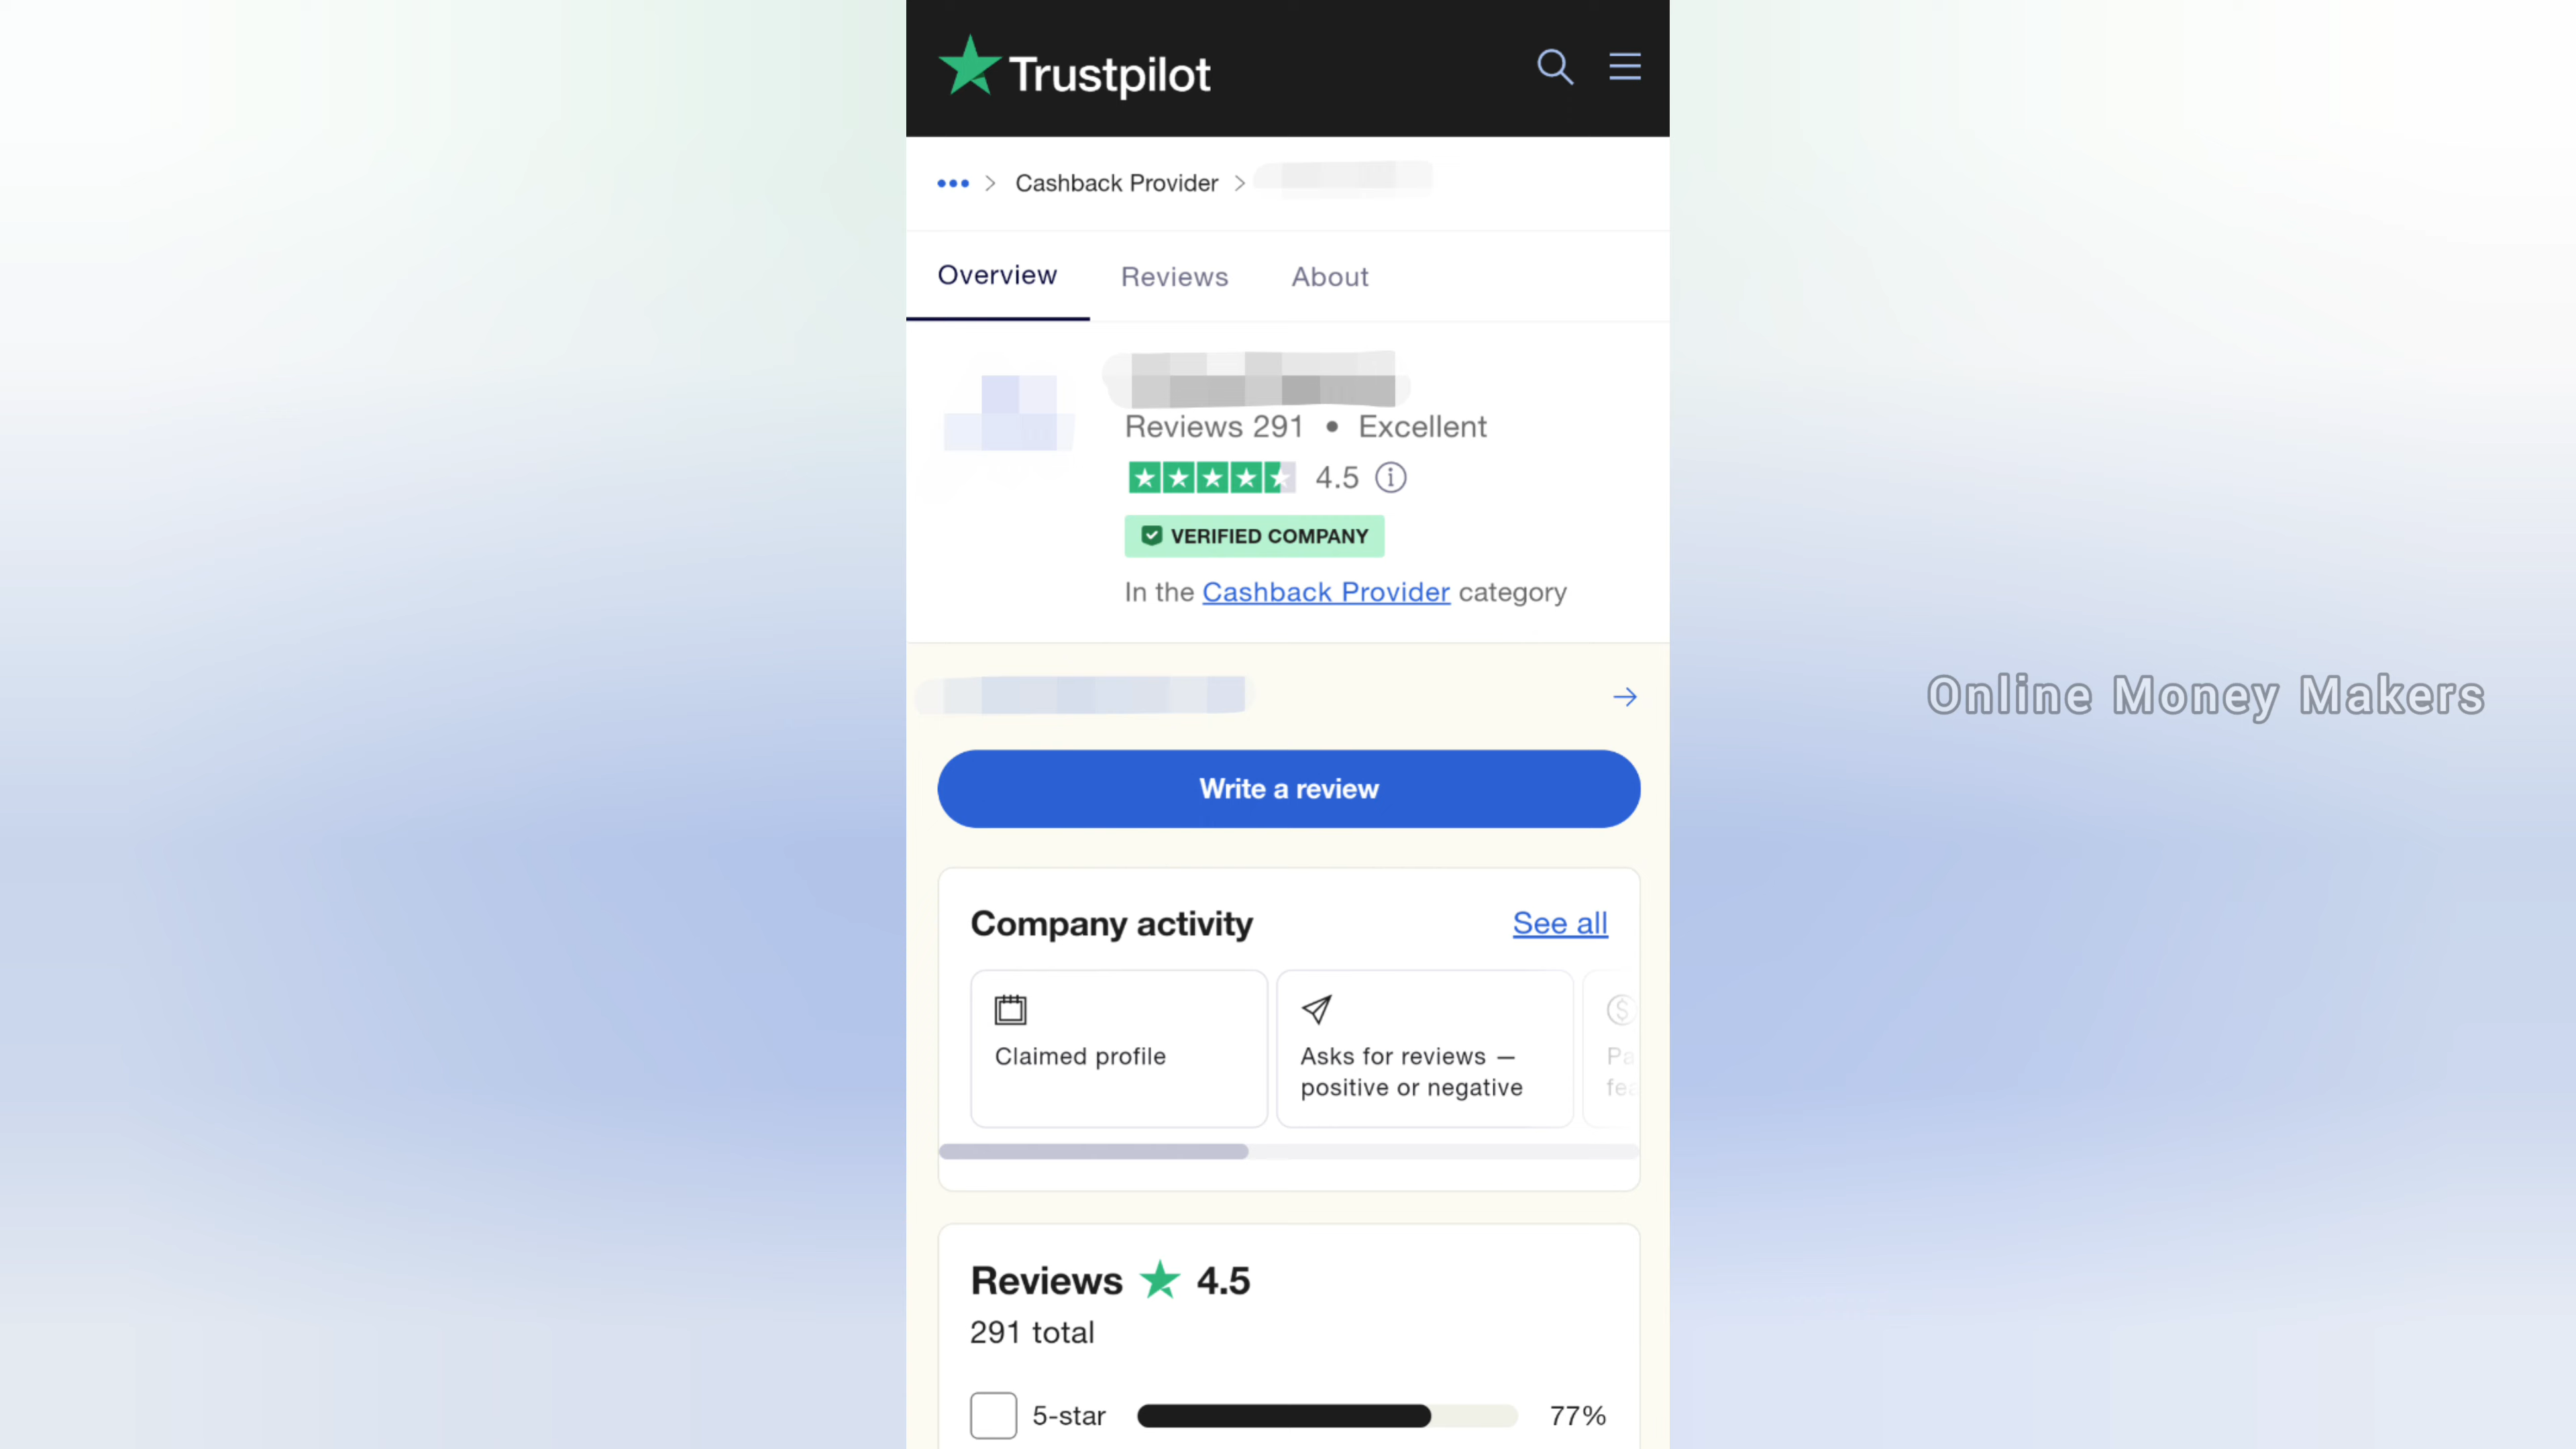 Trustpilot
Cashback Provider
Overview Reviews About
Reviews 291 • Excellent
4.5
VERIFIED COMPANY
In the Cashback Provider category
Online Money Makers
Write a review
Company activity See all
Claimed profile
Asks for reviews —
positive or negative
Reviews 4.5
291 total
5-star 77%